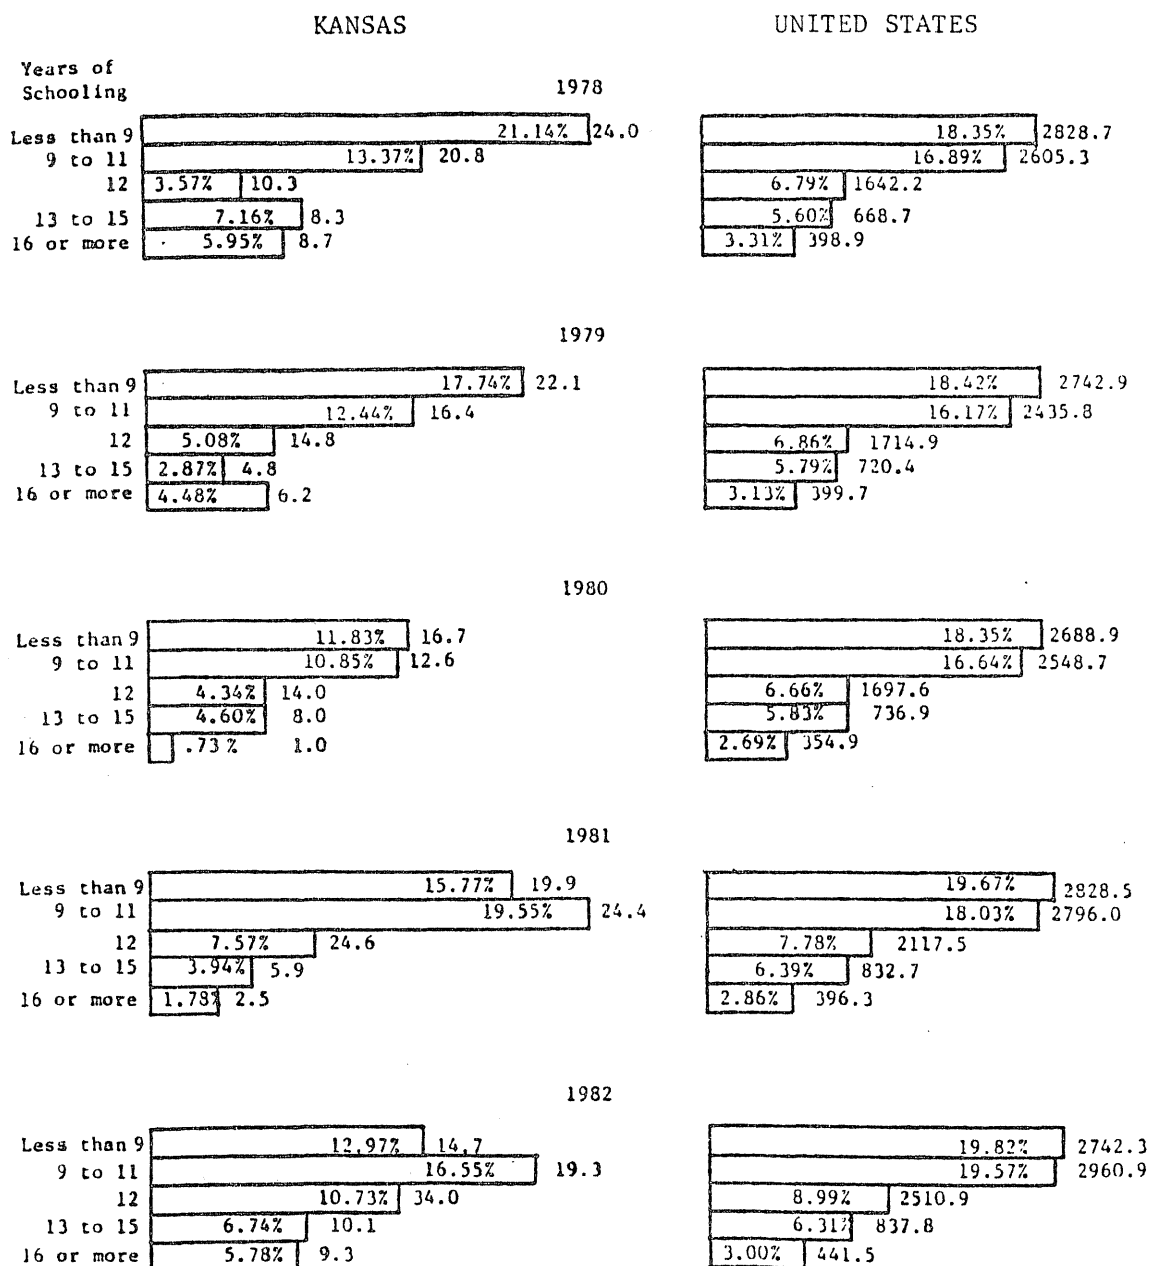 KANSAS UNITED STATES
Years of
Schooling
1978
Less than 9 21.14% 24.0 18.35% 2828.7
9 to 11 13.37% 20.8 16.89% 2605.3
12 3.57% 10.3 6.79% 1642.2
13 to 15 7.16% 8.3 5.60% 668.7
16 or more 5.95% 8.7 3.31% 398.9
1979
Less than 9 17.74% 22.1 18.42% 2742.9
9 to 11 12.44% 16.4 16.17% 2435.8
12 5.08% 14.8 6.86% 1714.9
13 to 15 2.87% 4.8 5.79% 720.4
16 or more 4.48% 6.2 3.13% 399.7
1980
Less than 9 11.83% 16.7 18.35% 2688.9
9 to 11 10.85% 12.6 16.64% 2548.7
12 4.34% 14.0 6.66% 1697.6
13 to 15 4.60% 8.0 5.83% 736.9
16 or more .73% 1.0 2.69% 354.9
1981
Less than 9 15.77% 19.9 19.67% 2828.5
9 to 11 19.55% 24.4 18.03% 2796.0
12 7.57% 24.6 7.78% 2117.5
13 to 15 3.94% 5.9 6.39% 832.7
16 or more 1.78% 2.5 2.86% 396.3
1982
Less than 9 12.97% 14.7 19.82% 2742.3
9 to 11 16.55% 19.3 19.57% 2960.9
12 10.73% 34.0 8.99% 2510.9
13 to 15 6.74% 10.1 6.31% 837.8
16 or more 5.78% 9.3 3.00% 441.5